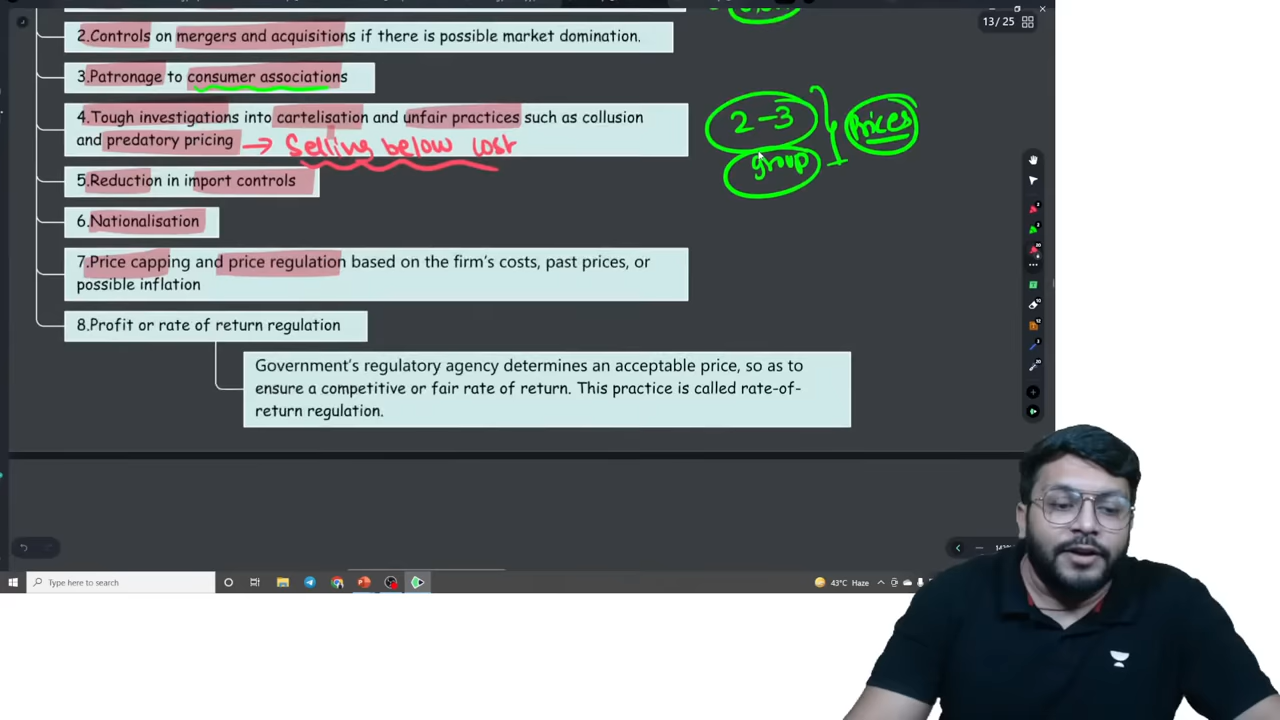 13 / 25
2.Controls on mergers and acquisitions if there is possible market domination.
3.Patronage to consumer associations
4.Tough investigations into cartelisation and unfair practices such as collusion
and predatory pricing → Selling below cost
2-3
group
Prices
5.Reduction in import controls
6.Nationalisation
7.Price capping and price regulation based on the firm's costs, past prices, or
possible inflation
8.Profit or rate of return regulation
Government's regulatory agency determines an acceptable price, so as to
ensure a competitive or fair rate of return. This practice is called rate-of-
return regulation.
Type here to search
43°C Haze